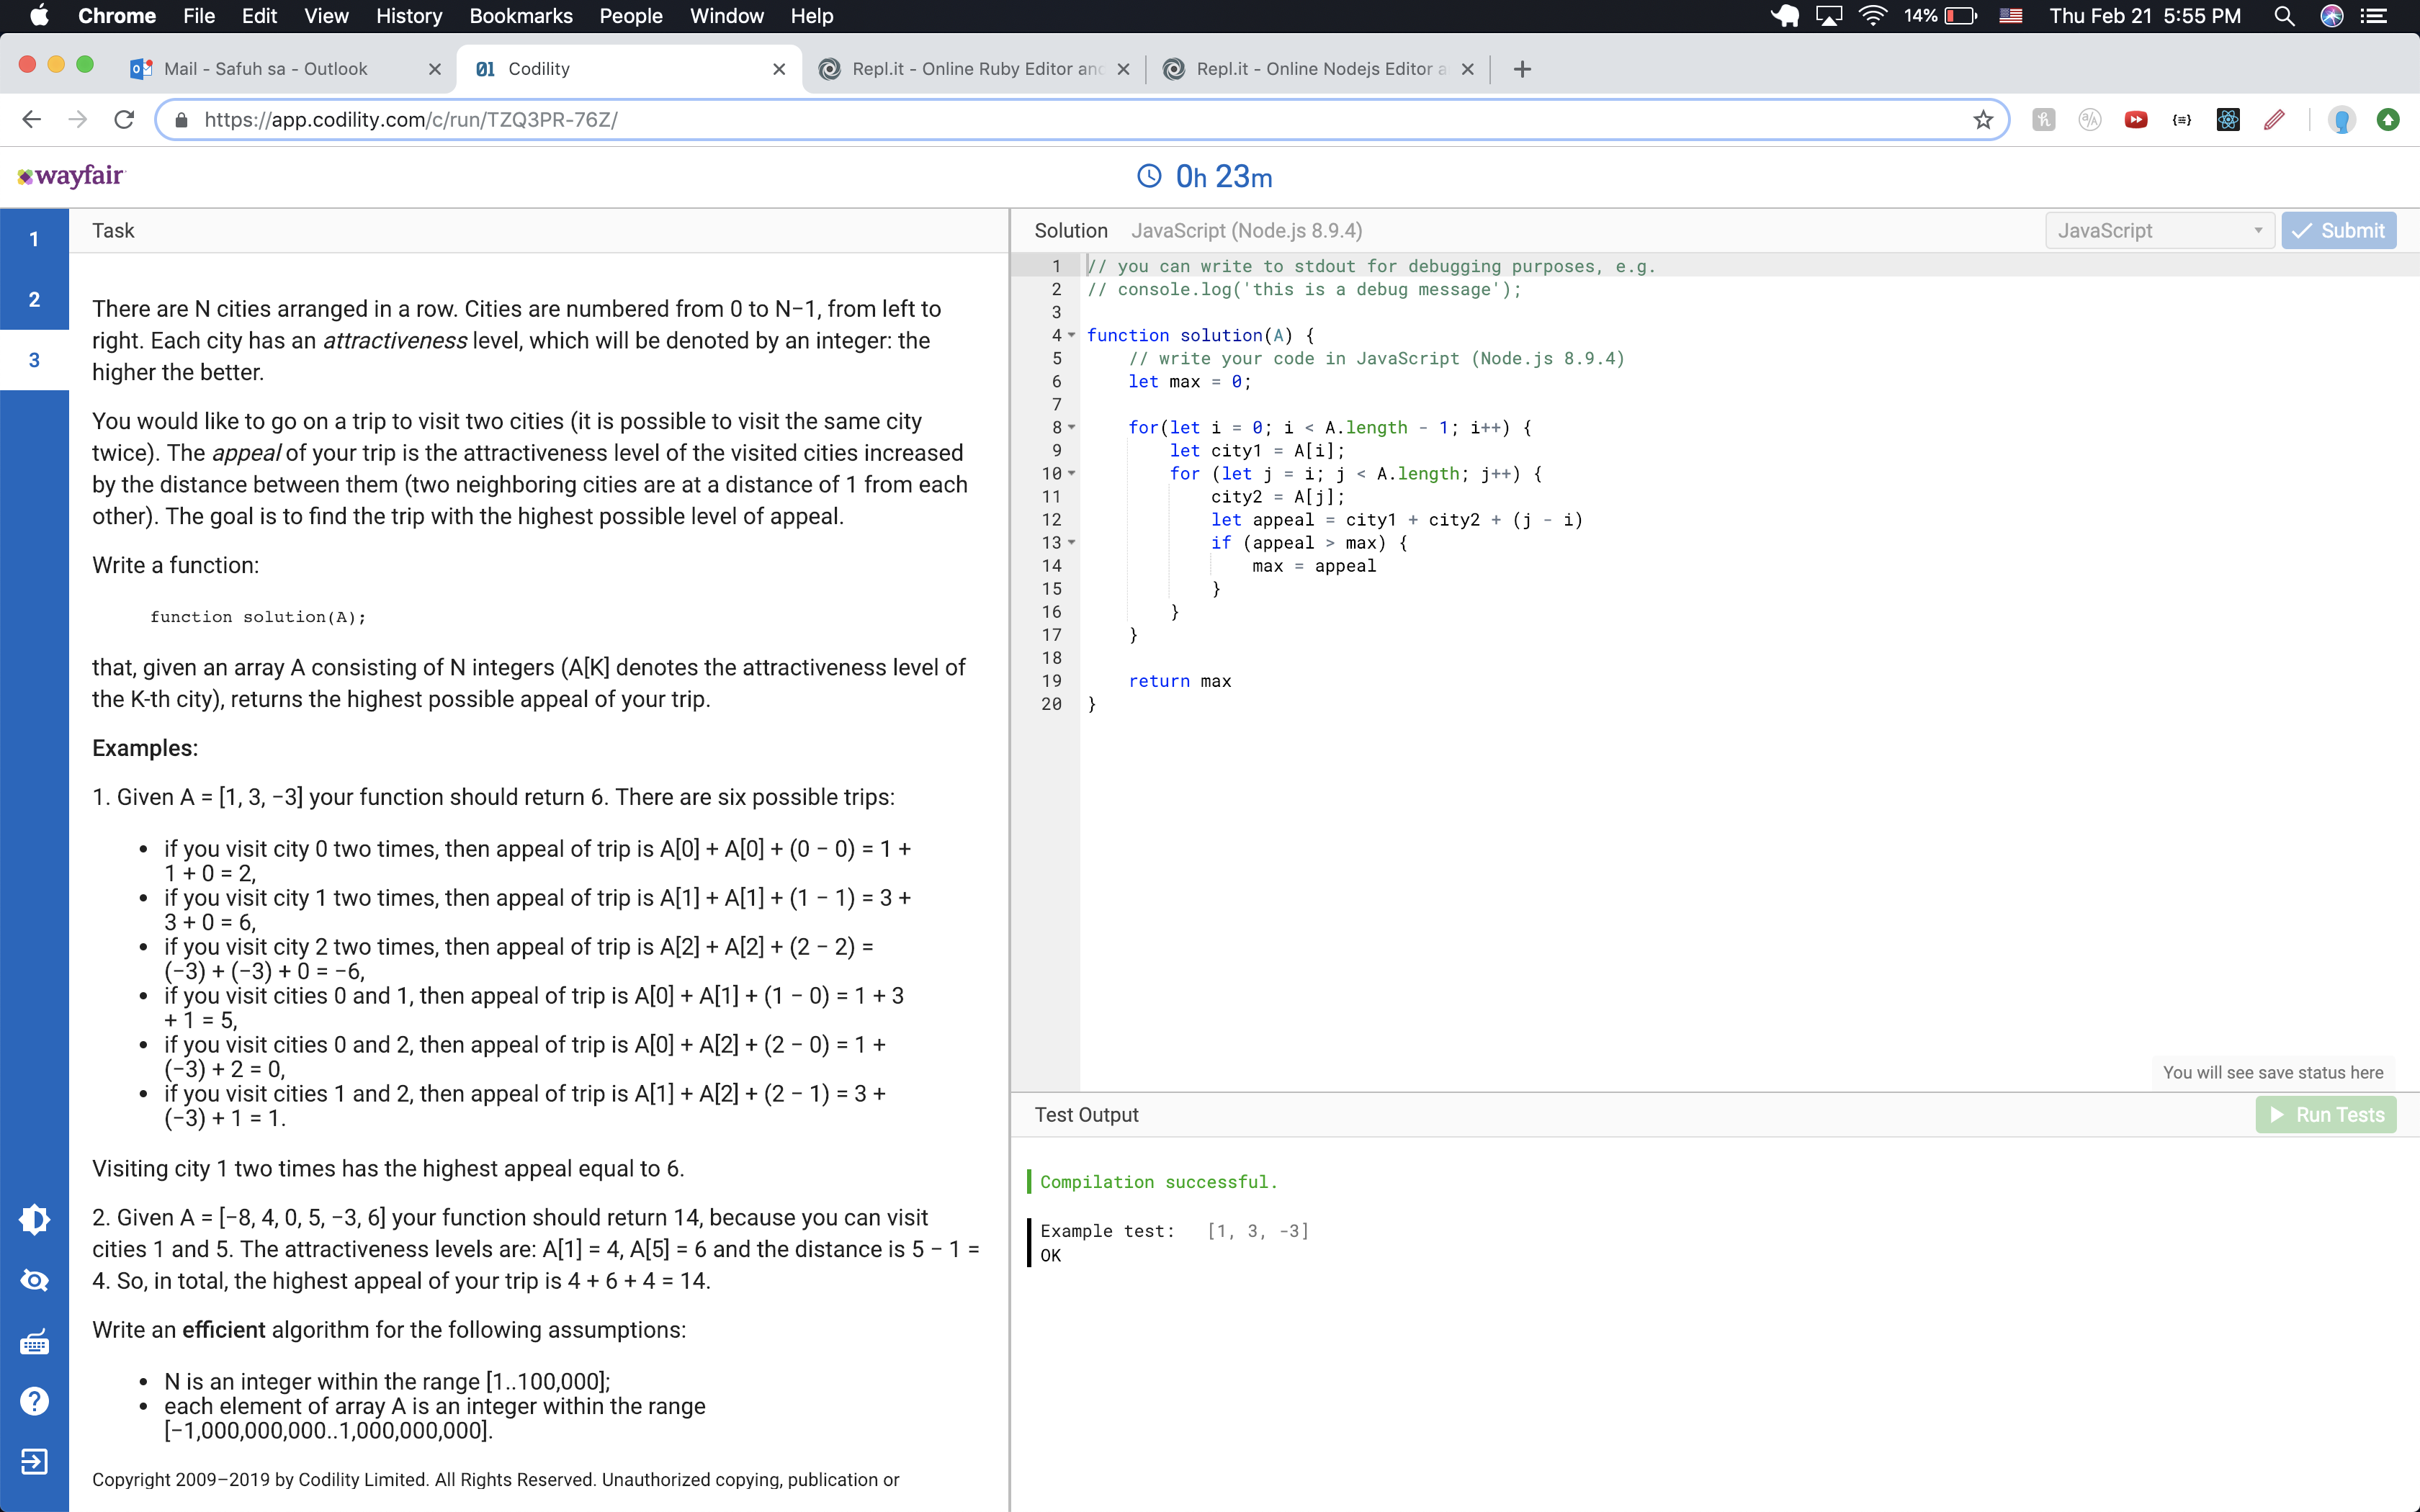 Chrome File Edit View History Bookmarks People Window Help 14% Thu Feb 21 5:55 PM
Mail - Safuh sa - Outlook
01 Codility
Repl.it - Online Ruby Editor and
Repl.it - Online Nodejs Editor a
https://app.codility.com/c/run/TZQ3PR-76Z/
wayfair
0h 23m
1
2
3
Task
There are N cities arranged in a row. Cities are numbered from 0 to N−1, from left to
right. Each city has an attractiveness level, which will be denoted by an integer: the
higher the better.
You would like to go on a trip to visit two cities (it is possible to visit the same city
twice). The appeal of your trip is the attractiveness level of the visited cities increased
by the distance between them (two neighboring cities are at a distance of 1 from each
other). The goal is to find the trip with the highest possible level of appeal.
Write a function:
function solution(A);
that, given an array A consisting of N integers (A[K] denotes the attractiveness level of
the K-th city), returns the highest possible appeal of your trip.
Examples:
1. Given A = [1, 3, −3] your function should return 6. There are six possible trips:
• if you visit city 0 two times, then appeal of trip is A[0] + A[0] + (0 − 0) = 1 +
1 + 0 = 2,
• if you visit city 1 two times, then appeal of trip is A[1] + A[1] + (1 − 1) = 3 +
3 + 0 = 6,
• if you visit city 2 two times, then appeal of trip is A[2] + A[2] + (2 − 2) =
(−3) + (−3) + 0 = −6,
• if you visit cities 0 and 1, then appeal of trip is A[0] + A[1] + (1 − 0) = 1 + 3
+ 1 = 5,
• if you visit cities 0 and 2, then appeal of trip is A[0] + A[2] + (2 − 0) = 1 +
(−3) + 2 = 0,
• if you visit cities 1 and 2, then appeal of trip is A[1] + A[2] + (2 − 1) = 3 +
(−3) + 1 = 1.
Visiting city 1 two times has the highest appeal equal to 6.
2. Given A = [−8, 4, 0, 5, −3, 6] your function should return 14, because you can visit
cities 1 and 5. The attractiveness levels are: A[1] = 4, A[5] = 6 and the distance is 5 − 1 =
4. So, in total, the highest appeal of your trip is 4 + 6 + 4 = 14.
Write an efficient algorithm for the following assumptions:
• N is an integer within the range [1..100,000];
• each element of array A is an integer within the range
[−1,000,000,000..1,000,000,000].
Copyright 2009–2019 by Codility Limited. All Rights Reserved. Unauthorized copying, publication or
Solution JavaScript (Node.js 8.9.4)
JavaScript
Submit
1 // you can write to stdout for debugging purposes, e.g.
2 // console.log('this is a debug message');
3
4 function solution(A) {
5 // write your code in JavaScript (Node.js 8.9.4)
6 let max = 0;
7
8 for(let i = 0; i < A.length - 1; i++) {
9 let city1 = A[i];
10 for (let j = i; j < A.length; j++) {
11 city2 = A[j];
12 let appeal = city1 + city2 + (j - i)
13 if (appeal > max) {
14 max = appeal
15 }
16 }
17 }
18
19 return max
20 }
You will see save status here
Test Output
Run Tests
Compilation successful.
Example test: [1, 3, -3]
OK